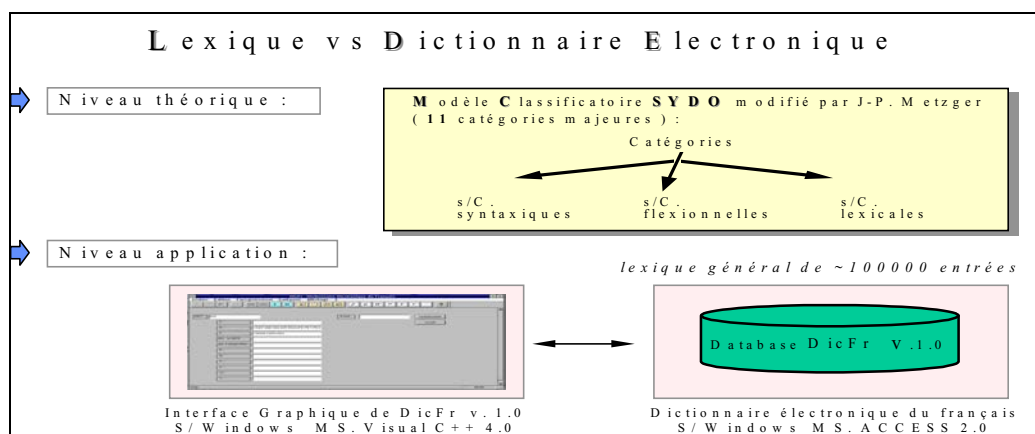 Lexique vs Dictionnaire Electronique
Niveau théorique :
Modèle Classificatoire SYDO modifié par J-P. Metzger
( 11 catégories majeures ) :
Catégories
s/C. syntaxiques
s/C. flexionnelles
s/C. lexicales
Niveau application :
lexique général de ~100000 entrées
Database DicFr V.1.0
Interface Graphique de DicFr v.1.0
S/Windows MS.Visual C++ 4.0
Dictionnaire électronique du français
S/Windows MS.ACCESS 2.0